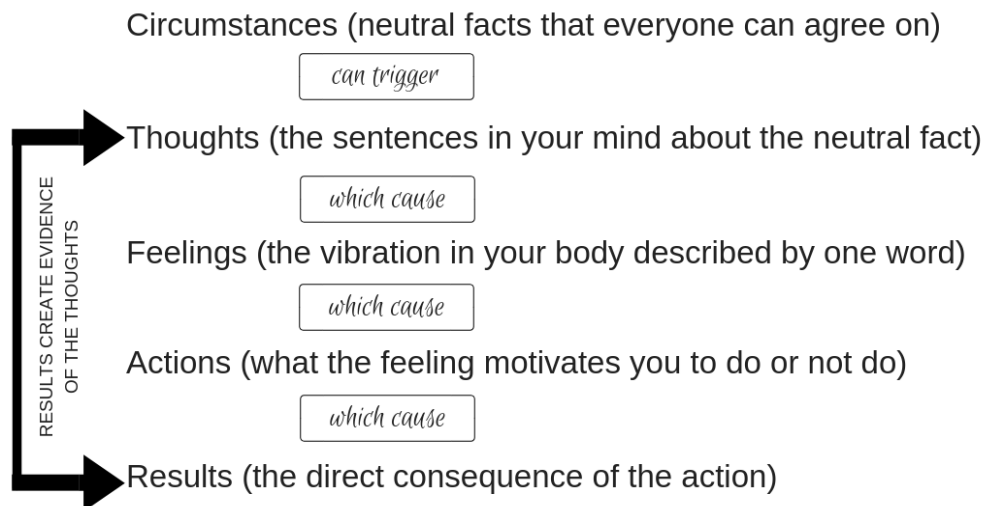 Circumstances (neutral facts that everyone can agree on)
can trigger
Thoughts (the sentences in your mind about the neutral fact)
which cause
Feelings (the vibration in your body described by one word)
which cause
Actions (what the feeling motivates you to do or not do)
which cause
Results (the direct consequence of the action)
RESULTS CREATE EVIDENCE
OF THE THOUGHTS